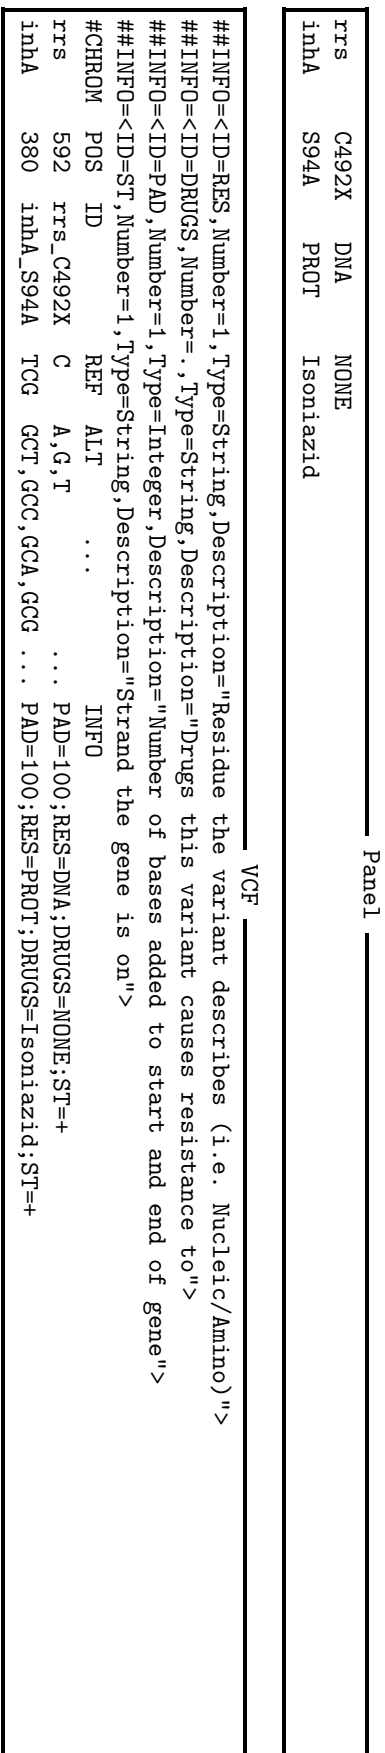 Panel
rrs C492X DNA NONE
inhA S94A PROT Isoniazid
VCF
##INFO=<ID=RES,Number=1,Type=String,Description="Residue the variant describes (i.e. Nucleic/Amino)">
##INFO=<ID=DRUGS,Number=.,Type=String,Description="Drugs this variant causes resistance to">
##INFO=<ID=PAD,Number=1,Type=Integer,Description="Number of bases added to start and end of gene">
##INFO=<ID=ST,Number=1,Type=String,Description="Strand the gene is on">
#CHROM POS ID REF ALT ... INFO
rrs 592 rrs_C492X C A,G,T ... PAD=100;RES=DNA;DRUGS=NONE;ST=+
inhA 380 inhA_S94A TCG GCT,GCC,GCA,GCG ... PAD=100;RES=PROT;DRUGS=Isoniazid;ST=+